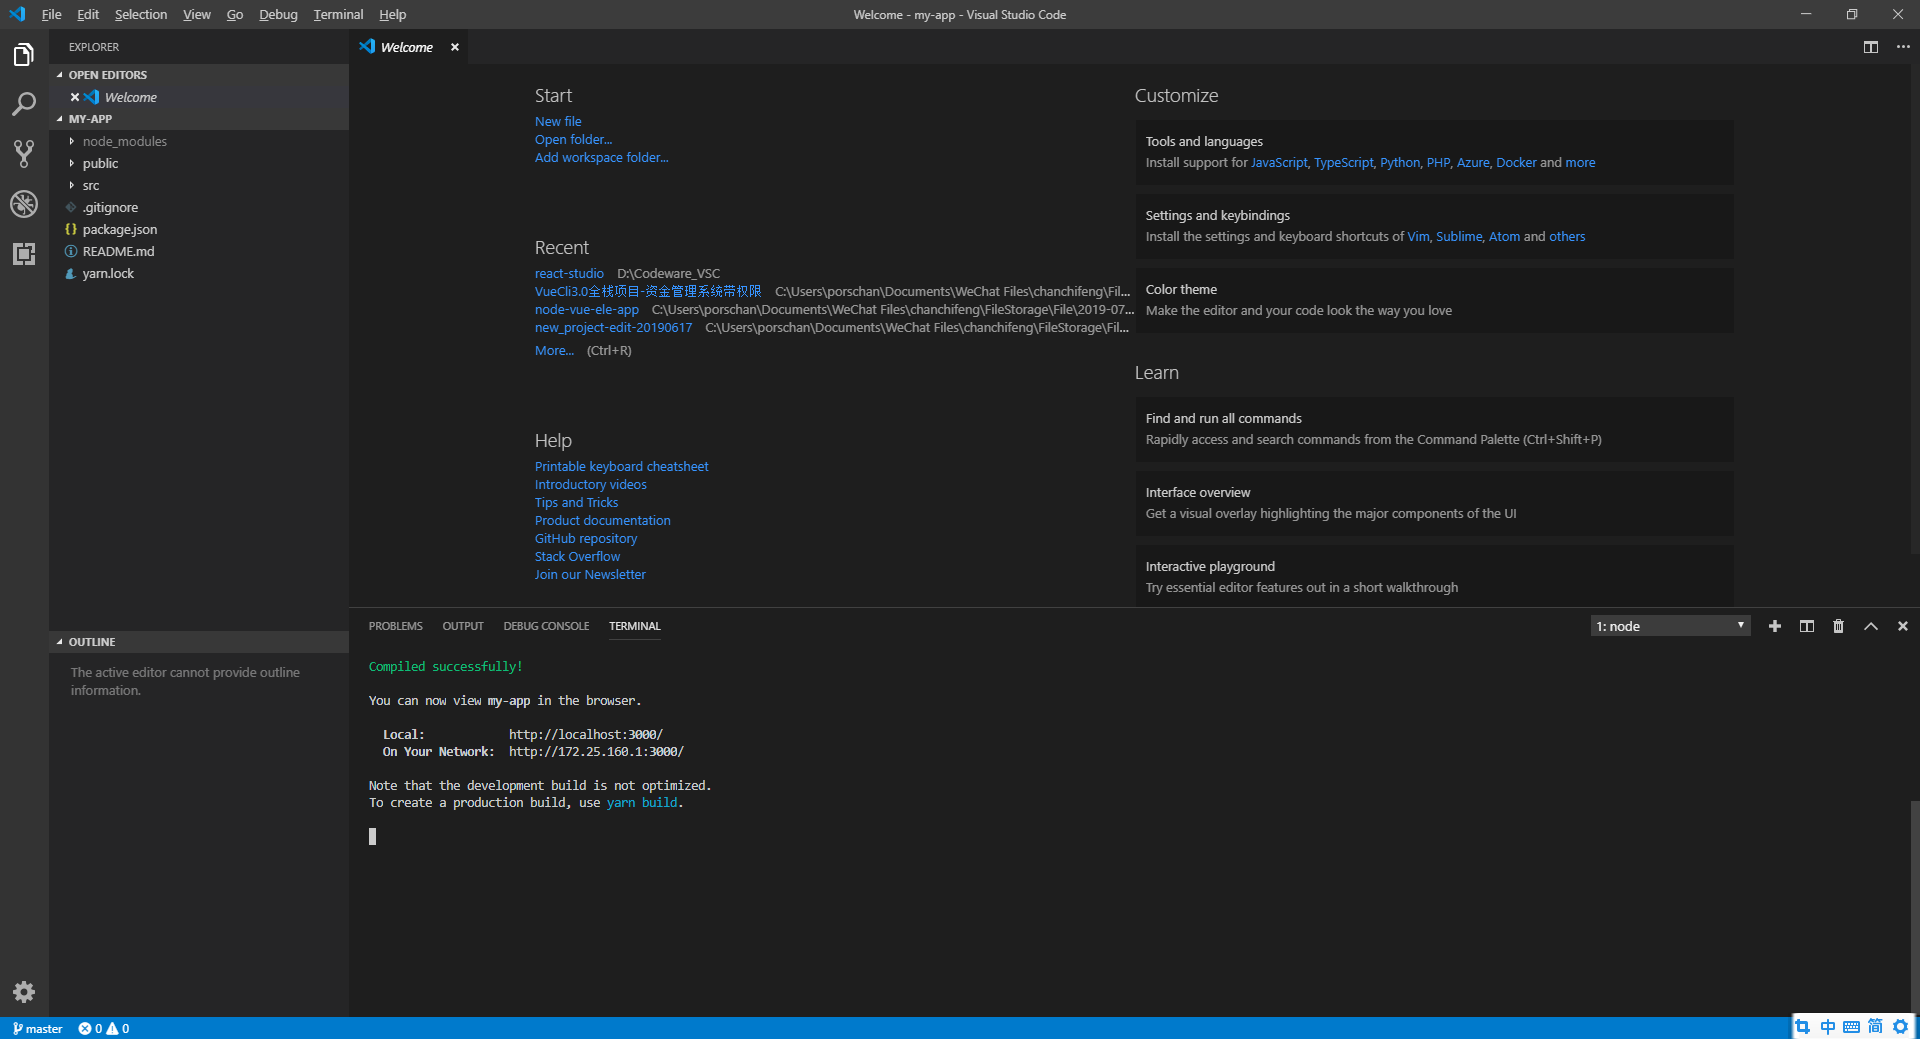 File Edit Selection View Go Debug Terminal Help
Welcome - my-app - Visual Studio Code
EXPLORER
OPEN EDITORS
Welcome
MY-APP
node_modules
public
src
.gitignore
package.json
README.md
yarn.lock
OUTLINE
The active editor cannot provide outline
information.
Welcome
Start
New file
Open folder...
Add workspace folder...
Recent
react-studio D:\Codeware_VSC
VueCli3.0全栈项目-资金管理系统带权限 C:\Users\porschan\Documents\WeChat Files\chanchifeng\Fil...
node-vue-ele-app C:\Users\porschan\Documents\WeChat Files\chanchifeng\FileStorage\File\2019-07...
new_project-edit-20190617 C:\Users\porschan\Documents\WeChat Files\chanchifeng\FileStorage\Fil...
More... (Ctrl+R)
Help
Printable keyboard cheatsheet
Introductory videos
Tips and Tricks
Product documentation
GitHub repository
Stack Overflow
Join our Newsletter
Customize
Tools and languages
Install support for JavaScript, TypeScript, Python, PHP, Azure, Docker and more
Settings and keybindings
Install the settings and keyboard shortcuts of Vim, Sublime, Atom and others
Color theme
Make the editor and your code look the way you love
Learn
Find and run all commands
Rapidly access and search commands from the Command Palette (Ctrl+Shift+P)
Interface overview
Get a visual overlay highlighting the major components of the UI
Interactive playground
Try essential editor features out in a short walkthrough
PROBLEMS OUTPUT DEBUG CONSOLE TERMINAL
1: node
Compiled successfully!
You can now view my-app in the browser.
Local: http://localhost:3000/
On Your Network: http://172.25.160.1:3000/
Note that the development build is not optimized.
To create a production build, use yarn build.
master 0 0
中 简